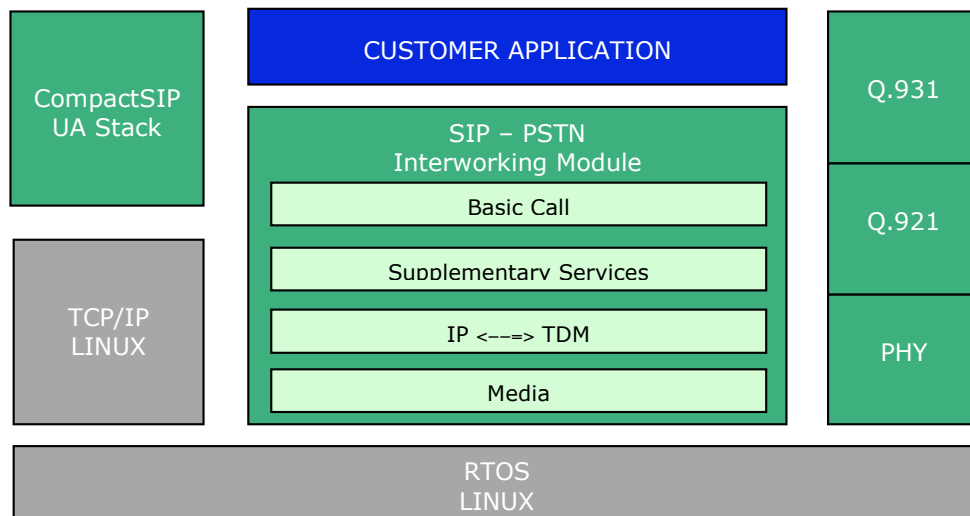 CompactSIP
UA Stack
TCP/IP
LINUX
CUSTOMER APPLICATION
SIP – PSTN
Interworking Module
Basic Call
Supplementary Services
IP <––=> TDM
Media
Q.931
Q.921
PHY
RTOS
LINUX